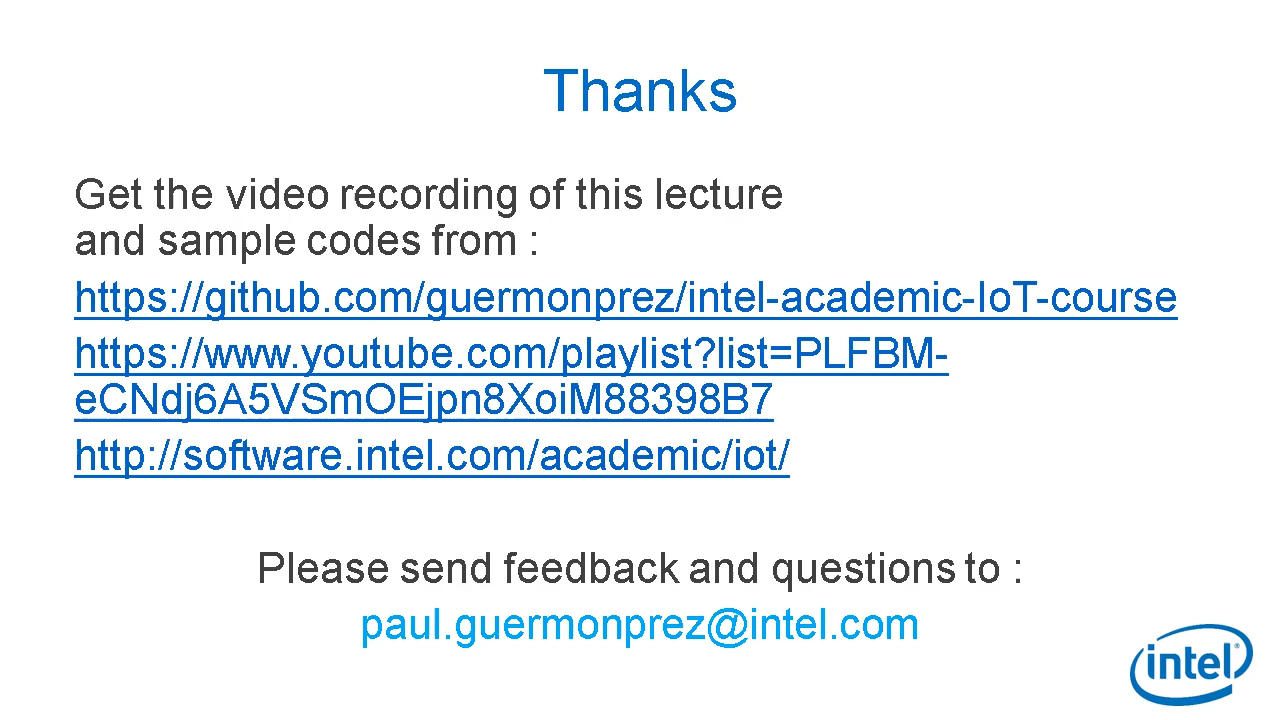 Thanks
Get the video recording of this lecture
and sample codes from :
https://github.com/guermonprez/intel-academic-IoT-course
https://www.youtube.com/playlist?list=PLFBM-
eCNdj6A5VSmOEjpn8XoiM88398B7
http://software.intel.com/academic/iot/
Please send feedback and questions to :
paul.guermonprez@intel.com
intel®